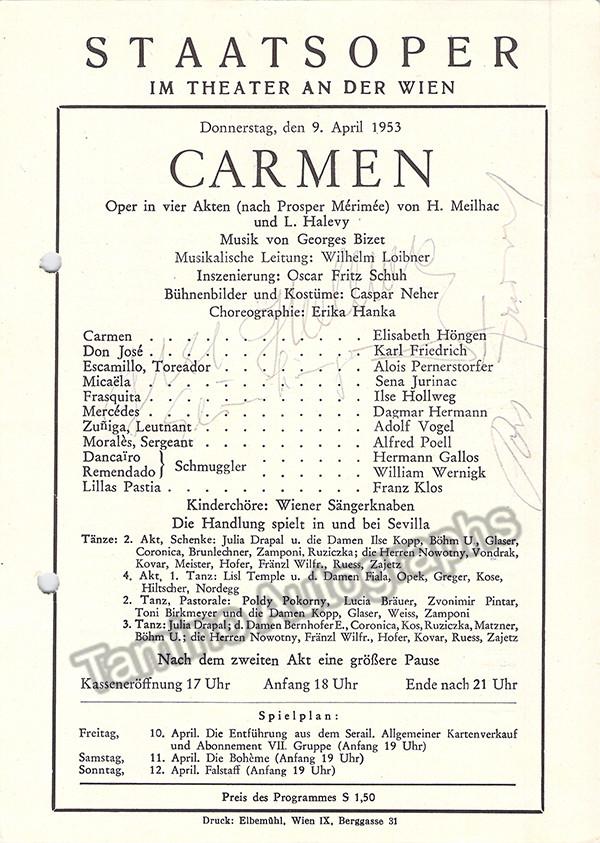 STAATSOPER
IM THEATER AN DER WIEN
Donnerstag, den 9. April 1953
CARMEN
Oper in vier Akten (nach Prosper Mérimée) von H. Meilhac
und L. Halevy
Musik von Georges Bizet
Musikalische Leitung: Wilhelm Loibner
Inszenierung: Oscar Fritz Schuh
Bühnenbilder und Kostüme: Caspar Neher
Choreographie: Erika Hanka
Carmen . . . . . . . . . . . . Elisabeth Höngen
Don José . . . . . . . . . . . . Karl Friedrich
Escamillo, Toreador . . . . . . . . Alois Pernerstorfer
Micaëla . . . . . . . . . . . . Sena Jurinac
Frasquita . . . . . . . . . . . . Ilse Hollweg
Mercédes . . . . . . . . . . . . Dagmar Hermann
Zuñiga, Leutnant . . . . . . . . . Adolf Vogel
Moralès, Sergeant . . . . . . . . . Alfred Poell
Dancaïro } Schmuggler . . . . . . . . Hermann Gallos
Remendado } . . . . . . . . William Wernigk
Lillas Pastia . . . . . . . . . . . Franz Klos
Kinderchöre: Wiener Sängerknaben
Die Handlung spielt in und bei Sevilla
Tänze: 2. Akt, Schenke: Julia Drapal u. die Damen Ilse Kopp, Böhm U., Glaser,
Coronica, Brunlechner, Zamponi, Ruziczka; die Herren Nowotny, Vondrak,
Kovar, Meister, Hofer, Fränzl Wilfr., Ruess, Zajetz
4. Akt, 1. Tanz: Lisl Temple u. d. Damen Fiala, Opek, Greger, Kose,
Hiltscher, Nordegg
2. Tanz, Pastorale: Poldy Pokorny, Lucia Bräuer, Zvonimir Pintar,
Toni Birkmeyer und die Damen Kopp, Glaser, Weiss, Zamponi
3. Tanz: Julia Drapal; d. Damen Bernhofer E., Coronica, Kos, Ruziczka, Matzner,
Böhm U.; die Herren Nowotny, Fränzl Wilfr., Hofer, Kovar, Ruess, Zajetz
Nach dem zweiten Akt eine größere Pause
Kasseneröffnung 17 Uhr Anfang 18 Uhr Ende nach 21 Uhr
Spielplan:
Freitag, 10. April. Die Entführung aus dem Serail. Allgemeiner Kartenverkauf
und Abonnement VII. Gruppe (Anfang 19 Uhr)
Samstag, 11. April. Die Bohème (Anfang 19 Uhr)
Sonntag, 12. April. Falstaff (Anfang 19 Uhr)
Preis des Programmes S 1,50
Druck: Elbemühl, Wien IX, Berggasse 31
Tamino Autographs